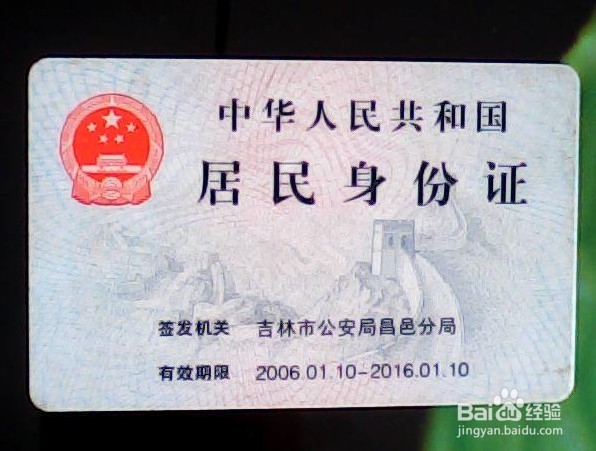 中华人民共和国
居民身份证
签发机关 吉林市公安局昌邑分局
有效期限 2006.01.10-2016.01.10
Baidu经验
jingyan.baidu.com